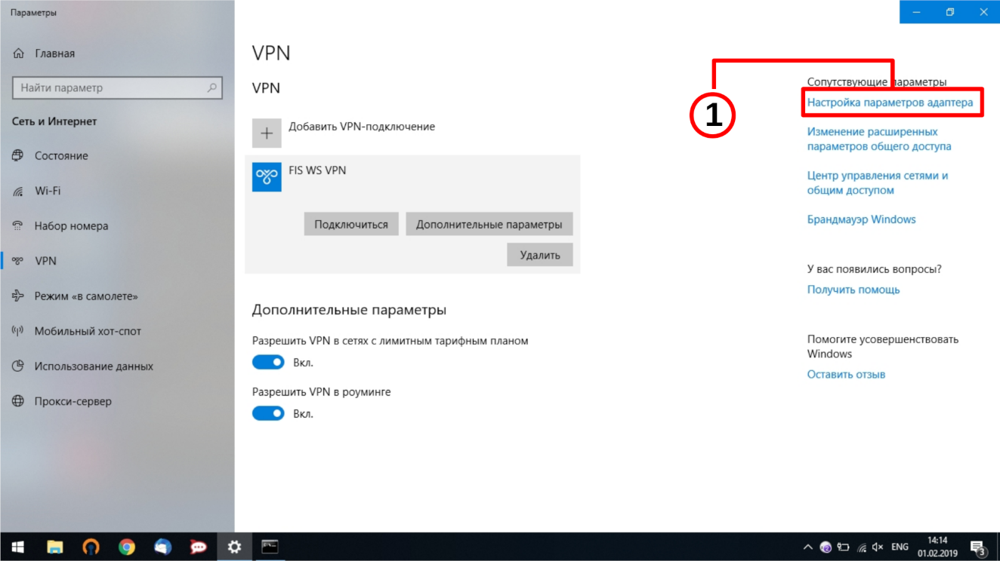 Параметры
Главная
Найти параметр
Сеть и Интернет
Состояние
Wi-Fi
Набор номера
VPN
Режим «в самолете»
Мобильный хот-спот
Использование данных
Прокси-сервер
VPN
VPN
Добавить VPN-подключение
FIS WS VPN
Подключиться
Дополнительные параметры
Удалить
Дополнительные параметры
Разрешить VPN в сетях с лимитным тарифным планом
Вкл.
Разрешить VPN в роуминге
Вкл.
1
Сопутствующие параметры
Настройка параметров адаптера
Изменение расширенных
параметров общего доступа
Центр управления сетями и
общим доступом
Брандмауэр Windows
У вас появились вопросы?
Получить помощь
Помогите усовершенствовать
Windows
Оставить отзыв
ENG
14:14
01.02.2019
3